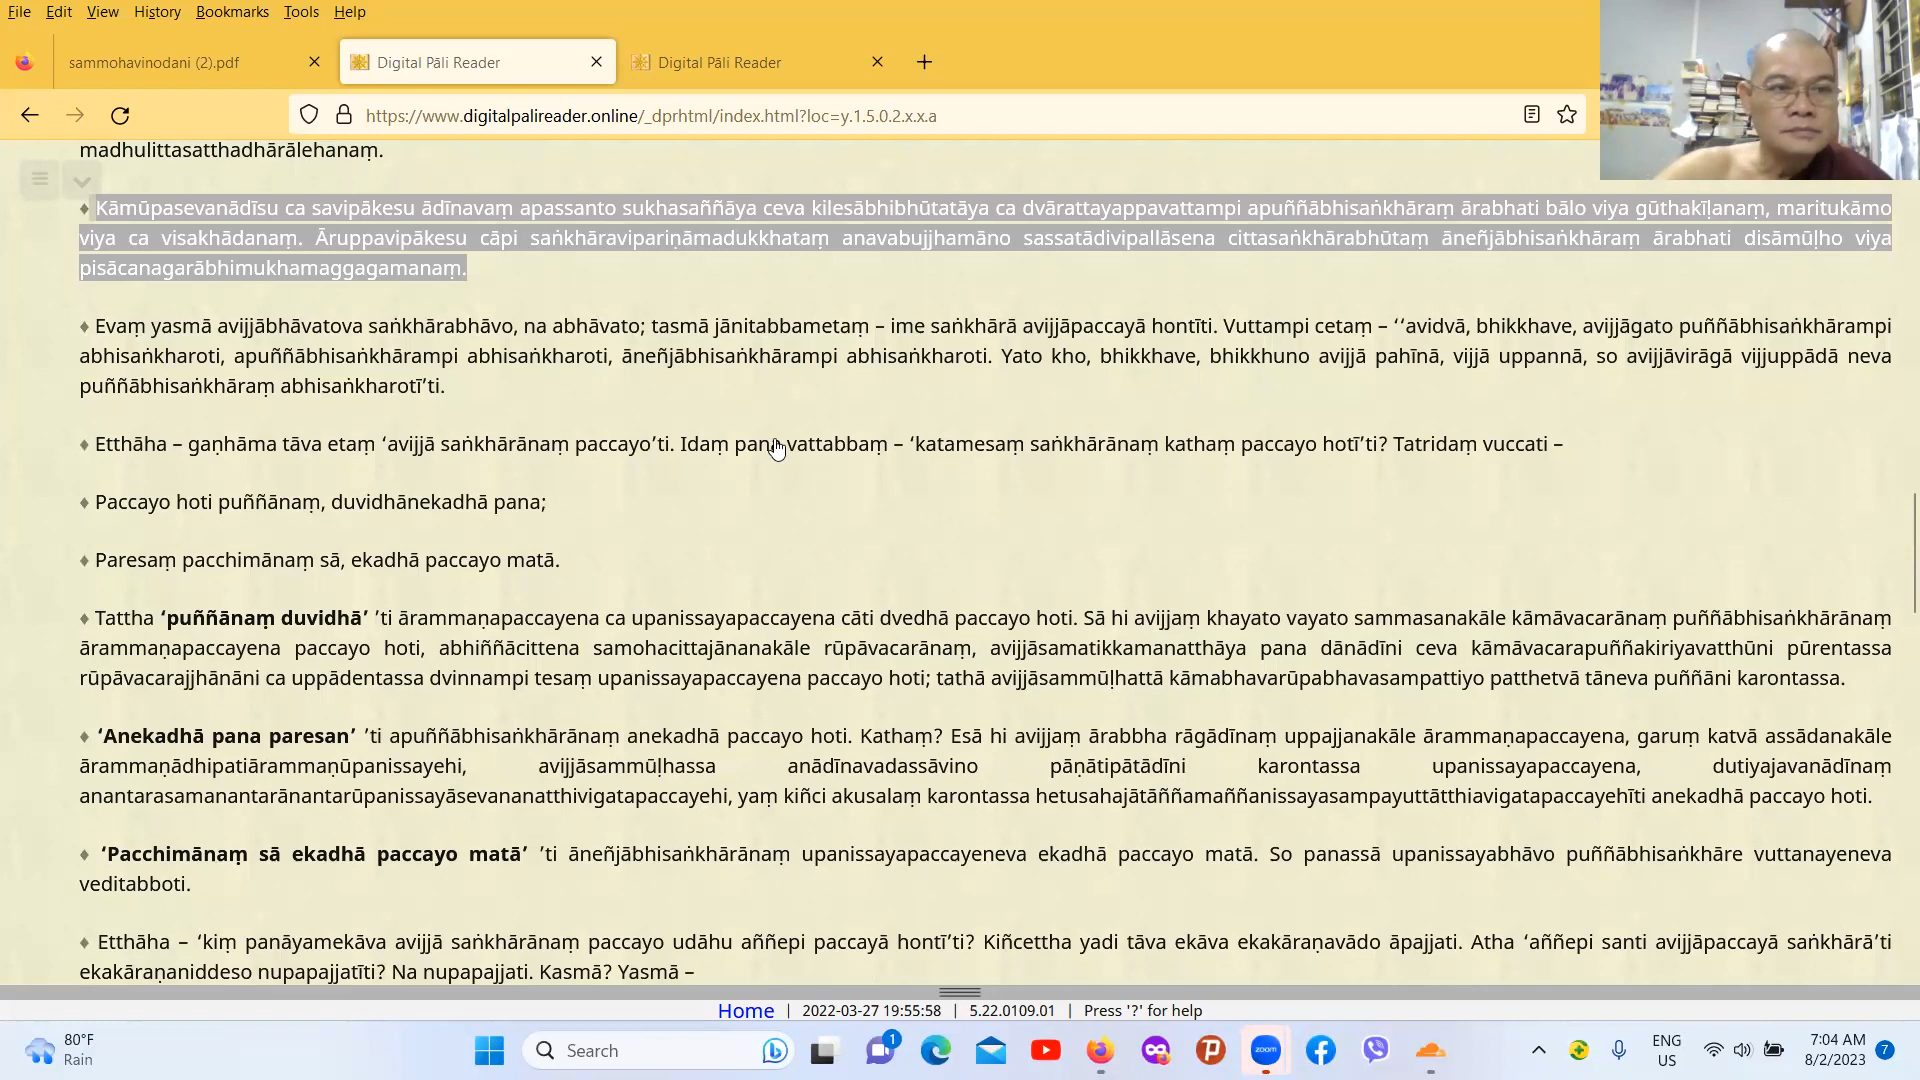 File Edit View History Bookmarks Tools Help
sammohavinodani (2).pdf
Digital Pāli Reader
Digital Pāli Reader
https://www.digitalpalireader.online/_dprhtml/index.html?loc=y.1.5.0.2.x.x.a
madhulittasatthadhārālehanaṃ.
♦ Kāmūpasevanādīsu ca savipākesu ādīnavaṃ apassanto sukhasaññāya ceva kilesābhibhūtatāya ca dvārattayappavattampi apuññābhisaṅkhāraṃ ārabhati bālo viya gūthakīḷanaṃ, maritukāmo
viya ca visakhādanaṃ. Āruppavipākesu cāpi saṅkhāravipariṇāmadukkhataṃ anavabujjhamāno sassatādivipallāsena cittasaṅkhārabhūtaṃ āneñjābhisaṅkhāraṃ ārabhati disāmūḷho viya
pisācanagarābhimukhamaggagamanaṃ.
♦ Evaṃ yasmā avijjābhāvatova saṅkhārabhāvo, na abhāvato; tasmā jānitabbametaṃ – ime saṅkhārā avijjāpaccayā hontīti. Vuttampi cetaṃ – ‘‘avidvā, bhikkhave, avijjāgato puññābhisaṅkhārampi
abhisaṅkharoti, apuññābhisaṅkhārampi abhisaṅkharoti, āneñjābhisaṅkhārampi abhisaṅkharoti. Yato kho, bhikkhave, bhikkhuno avijjā pahīnā, vijjā uppannā, so avijjāvirāgā vijjuppādā neva
puññābhisaṅkhāraṃ abhisaṅkharotī’ti.
♦ Etthāha – gaṇhāma tāva etaṃ ‘avijjā saṅkhārānaṃ paccayo’ti. Idaṃ pana vattabbaṃ – ‘katamesaṃ saṅkhārānaṃ kathaṃ paccayo hotī’ti? Tatridaṃ vuccati –
♦ Paccayo hoti puññānaṃ, duvidhānekadhā pana;
♦ Paresaṃ pacchimānaṃ sā, ekadhā paccayo matā.
♦ Tattha ‘puññānaṃ duvidhā’ ’ti ārammaṇapaccayena ca upanissayapaccayena cāti dvedhā paccayo hoti. Sā hi avijjaṃ khayato vayato sammasanakāle kāmāvacarānaṃ puññābhisaṅkhārānaṃ
ārammaṇapaccayena paccayo hoti, abhiññācittena samohacittajānanakāle rūpāvacarānaṃ, avijjāsamatikkamanatthāya pana dānādīni ceva kāmāvacarapuññakiriyavatthūni pūrentassa
rūpāvacarajjhānāni ca uppādentassa dvinnampi tesaṃ upanissayapaccayena paccayo hoti; tathā avijjāsammūḷhattā kāmabhavarūpabhavasampattiyo patthetvā tāneva puññāni karontassa.
♦ ‘Anekadhā pana paresan’ ’ti apuññābhisaṅkhārānaṃ anekadhā paccayo hoti. Kathaṃ? Esā hi avijjaṃ ārabbha rāgādīnaṃ uppajjanakāle ārammaṇapaccayena, garuṃ katvā assādanakāle
ārammaṇādhipatiārammaṇūpanissayehi, avijjāsammūḷhassa anādīnavadassāvino pāṇātipātādīni karontassa upanissayapaccayena, dutiyajavanādīnaṃ
anantarasamanantarānantarūpanissayāsevananatthivigatapaccayehi, yaṃ kiñci akusalaṃ karontassa hetusahajātāññamaññanissayasampayuttātthiavigatapaccayehīti anekadhā paccayo hoti.
♦ ‘Pacchimānaṃ sā ekadhā paccayo matā’ ’ti āneñjābhisaṅkhārānaṃ upanissayapaccayeneva ekadhā paccayo matā. So panassā upanissayabhāvo puññābhisaṅkhāre vuttanayeneva
veditabboti.
♦ Etthāha – ‘kiṃ panāyamekāva avijjā saṅkhārānaṃ paccayo udāhu aññepi paccayā hontī’ti? Kiñcettha yadi tāva ekāva ekakāraṇavādo āpajjati. Atha ‘aññepi santi avijjāpaccayā saṅkhārā’ti
ekakāraṇaniddeso nupapajjatīti? Na nupapajjati. Kasmā? Yasmā –
Home | 2022-03-27 19:55:58 | 5.22.0109.01 | Press '?' for help
80°F
Rain
Search
1
ENG
US
7:04 AM
8/2/2023
7
zoom